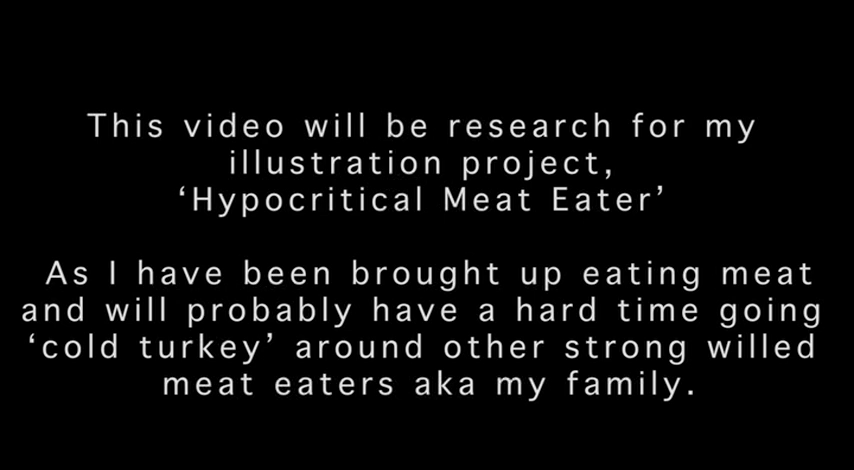 This video will be research for my
illustration project,
‘Hypocritical Meat Eater’
As I have been brought up eating meat
and will probably have a hard time going
‘cold turkey’ around other strong willed
meat eaters aka my family.